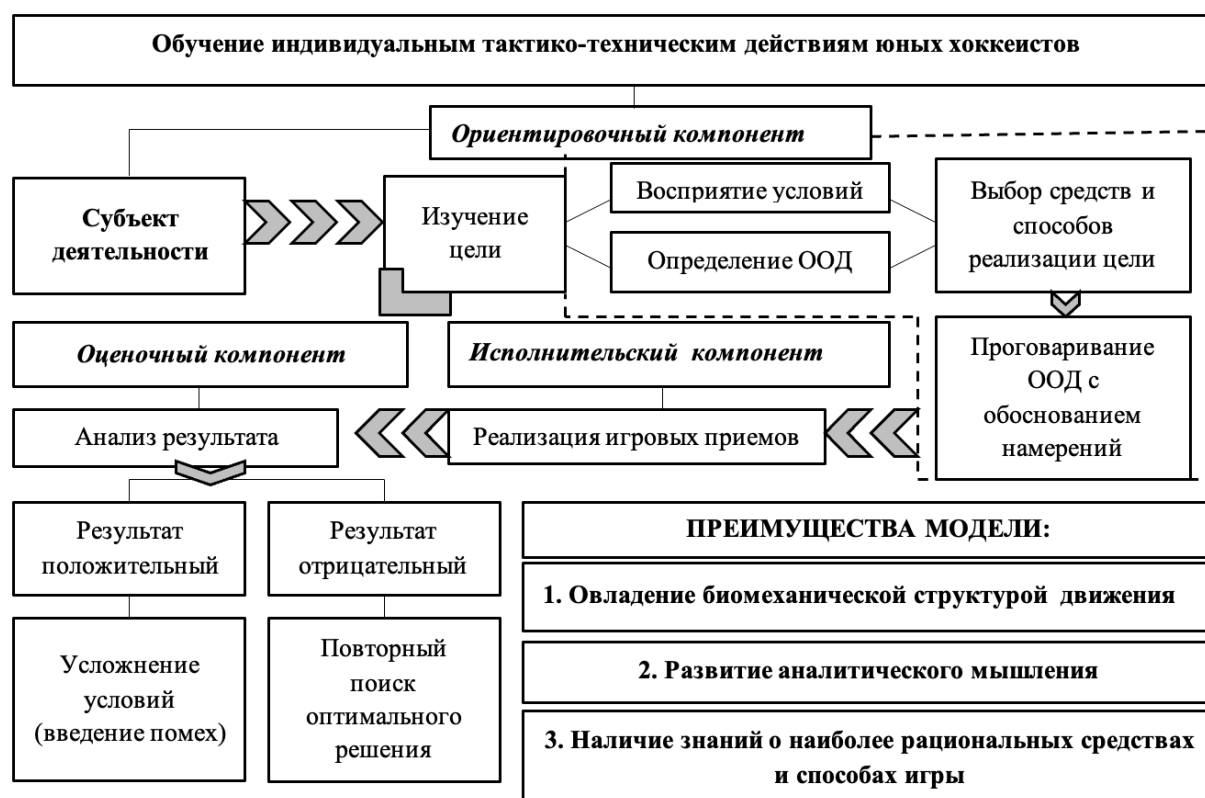 Обучение индивидуальным тактико-техническим действиям юных хоккеистов
Ориентировочный компонент
Субъект
деятельности
Изучение
цели
Восприятие условий
Определение ООД
Выбор средств и
способов
реализации цели
Оценочный компонент
Исполнительский компонент
Проговаривание
ООД с
обоснованием
намерений
Анализ результата
Реализация игровых приемов
Результат
положительный
Результат
отрицательный
Усложнение
условий
(введение помех)
Повторный
поиск
оптимального
решения
ПРЕИМУЩЕСТВА МОДЕЛИ:
1. Овладение биомеханической структурой движения
2. Развитие аналитического мышления
3. Наличие знаний о наиболее рациональных средствах
и способах игры